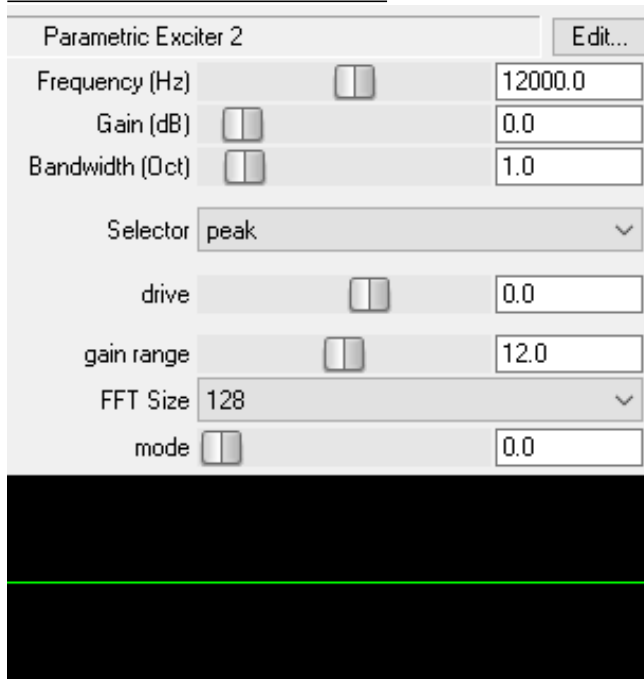 Parametric Exciter 2 Edit...
Frequency (Hz) 12000.0
Gain (dB) 0.0
Bandwidth (Oct) 1.0
Selector peak
drive 0.0
gain range 12.0
FFT Size 128
mode 0.0